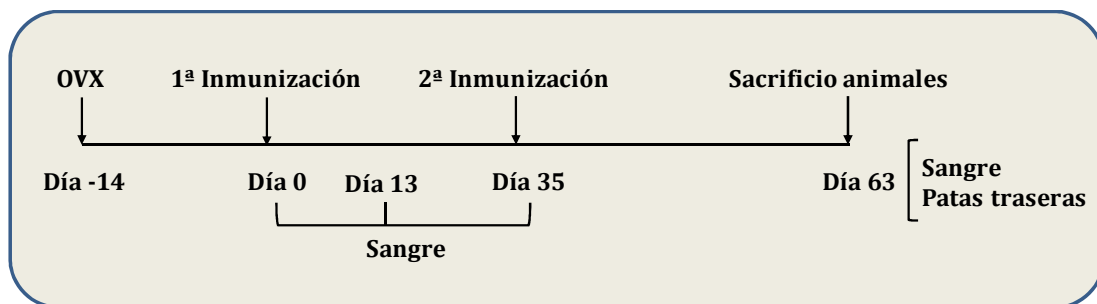 OVX 1ª Inmunización 2ª Inmunización Sacrificio animales
Día -14 Día 0 Día 13 Día 35 Día 63
Sangre
Patas traseras
Sangre